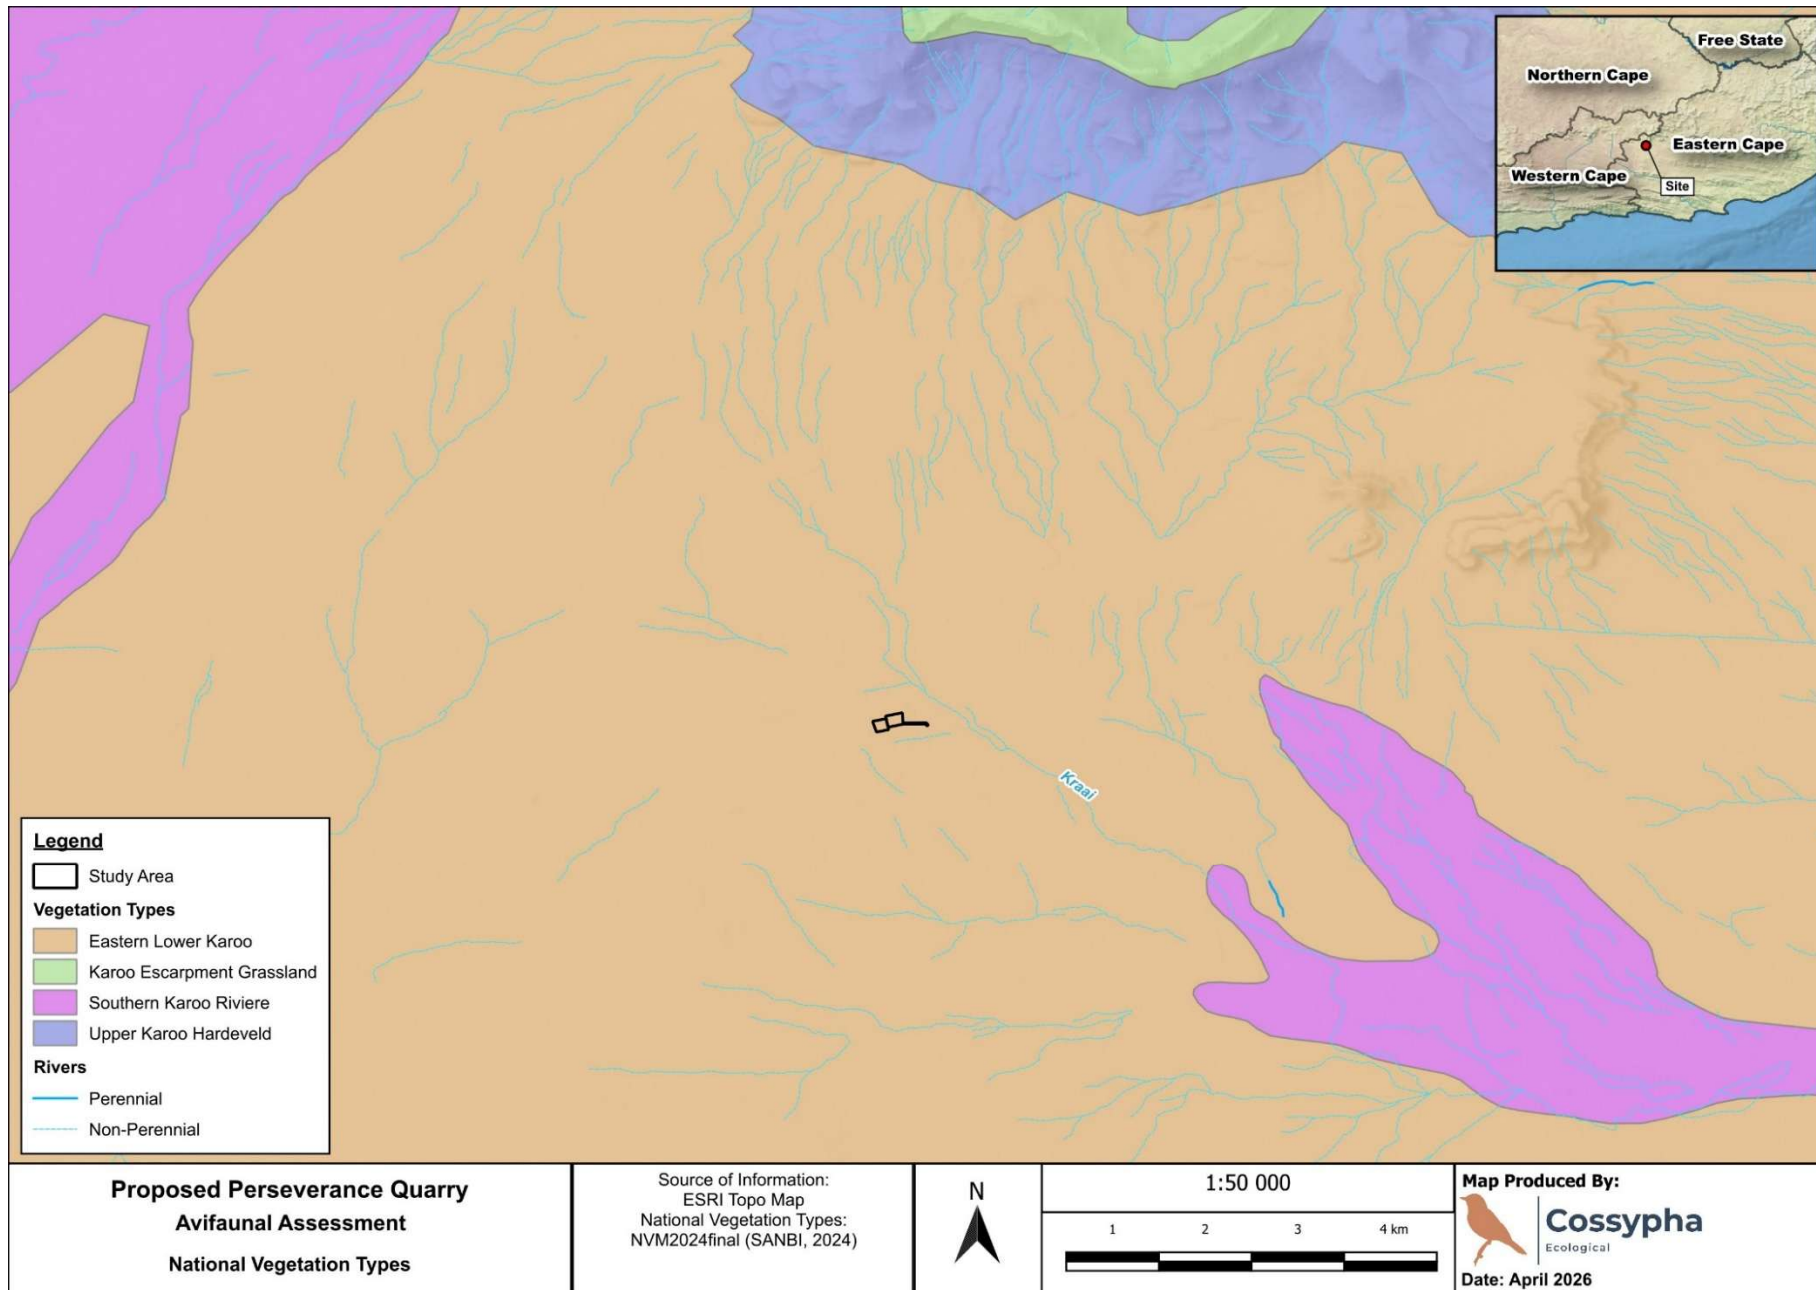 Free State
Northern Cape
Eastern Cape
Western Cape
Site
Kraai
Legend
Study Area
Vegetation Types
Eastern Lower Karoo
Karoo Escarpment Grassland
Southern Karoo Riviere
Upper Karoo Hardeveld
Rivers
Perennial
Non-Perennial
Proposed Perseverance Quarry
Avifaunal Assessment
National Vegetation Types
Source of Information:
ESRI Topo Map
National Vegetation Types:
NVM2024final (SANBI, 2024)
N
1:50 000
1 2 3 4 km
Map Produced By:
Cossypha
Ecological
Date: April 2026